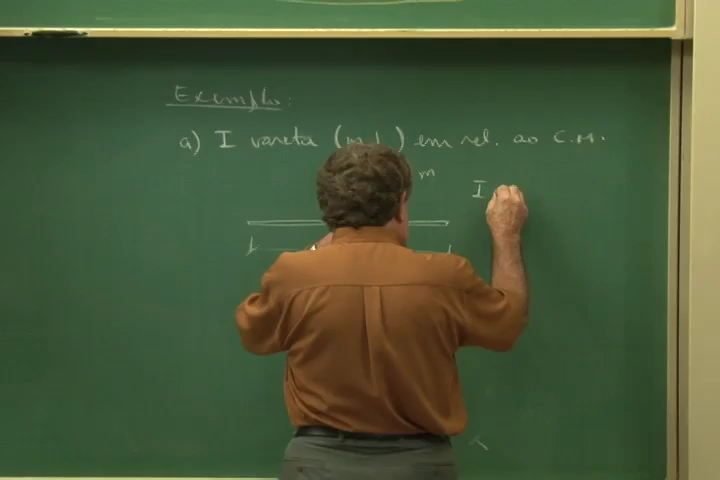 Exemplo:
a) I vareta (m, L) em rel. ao C.M.
m
I